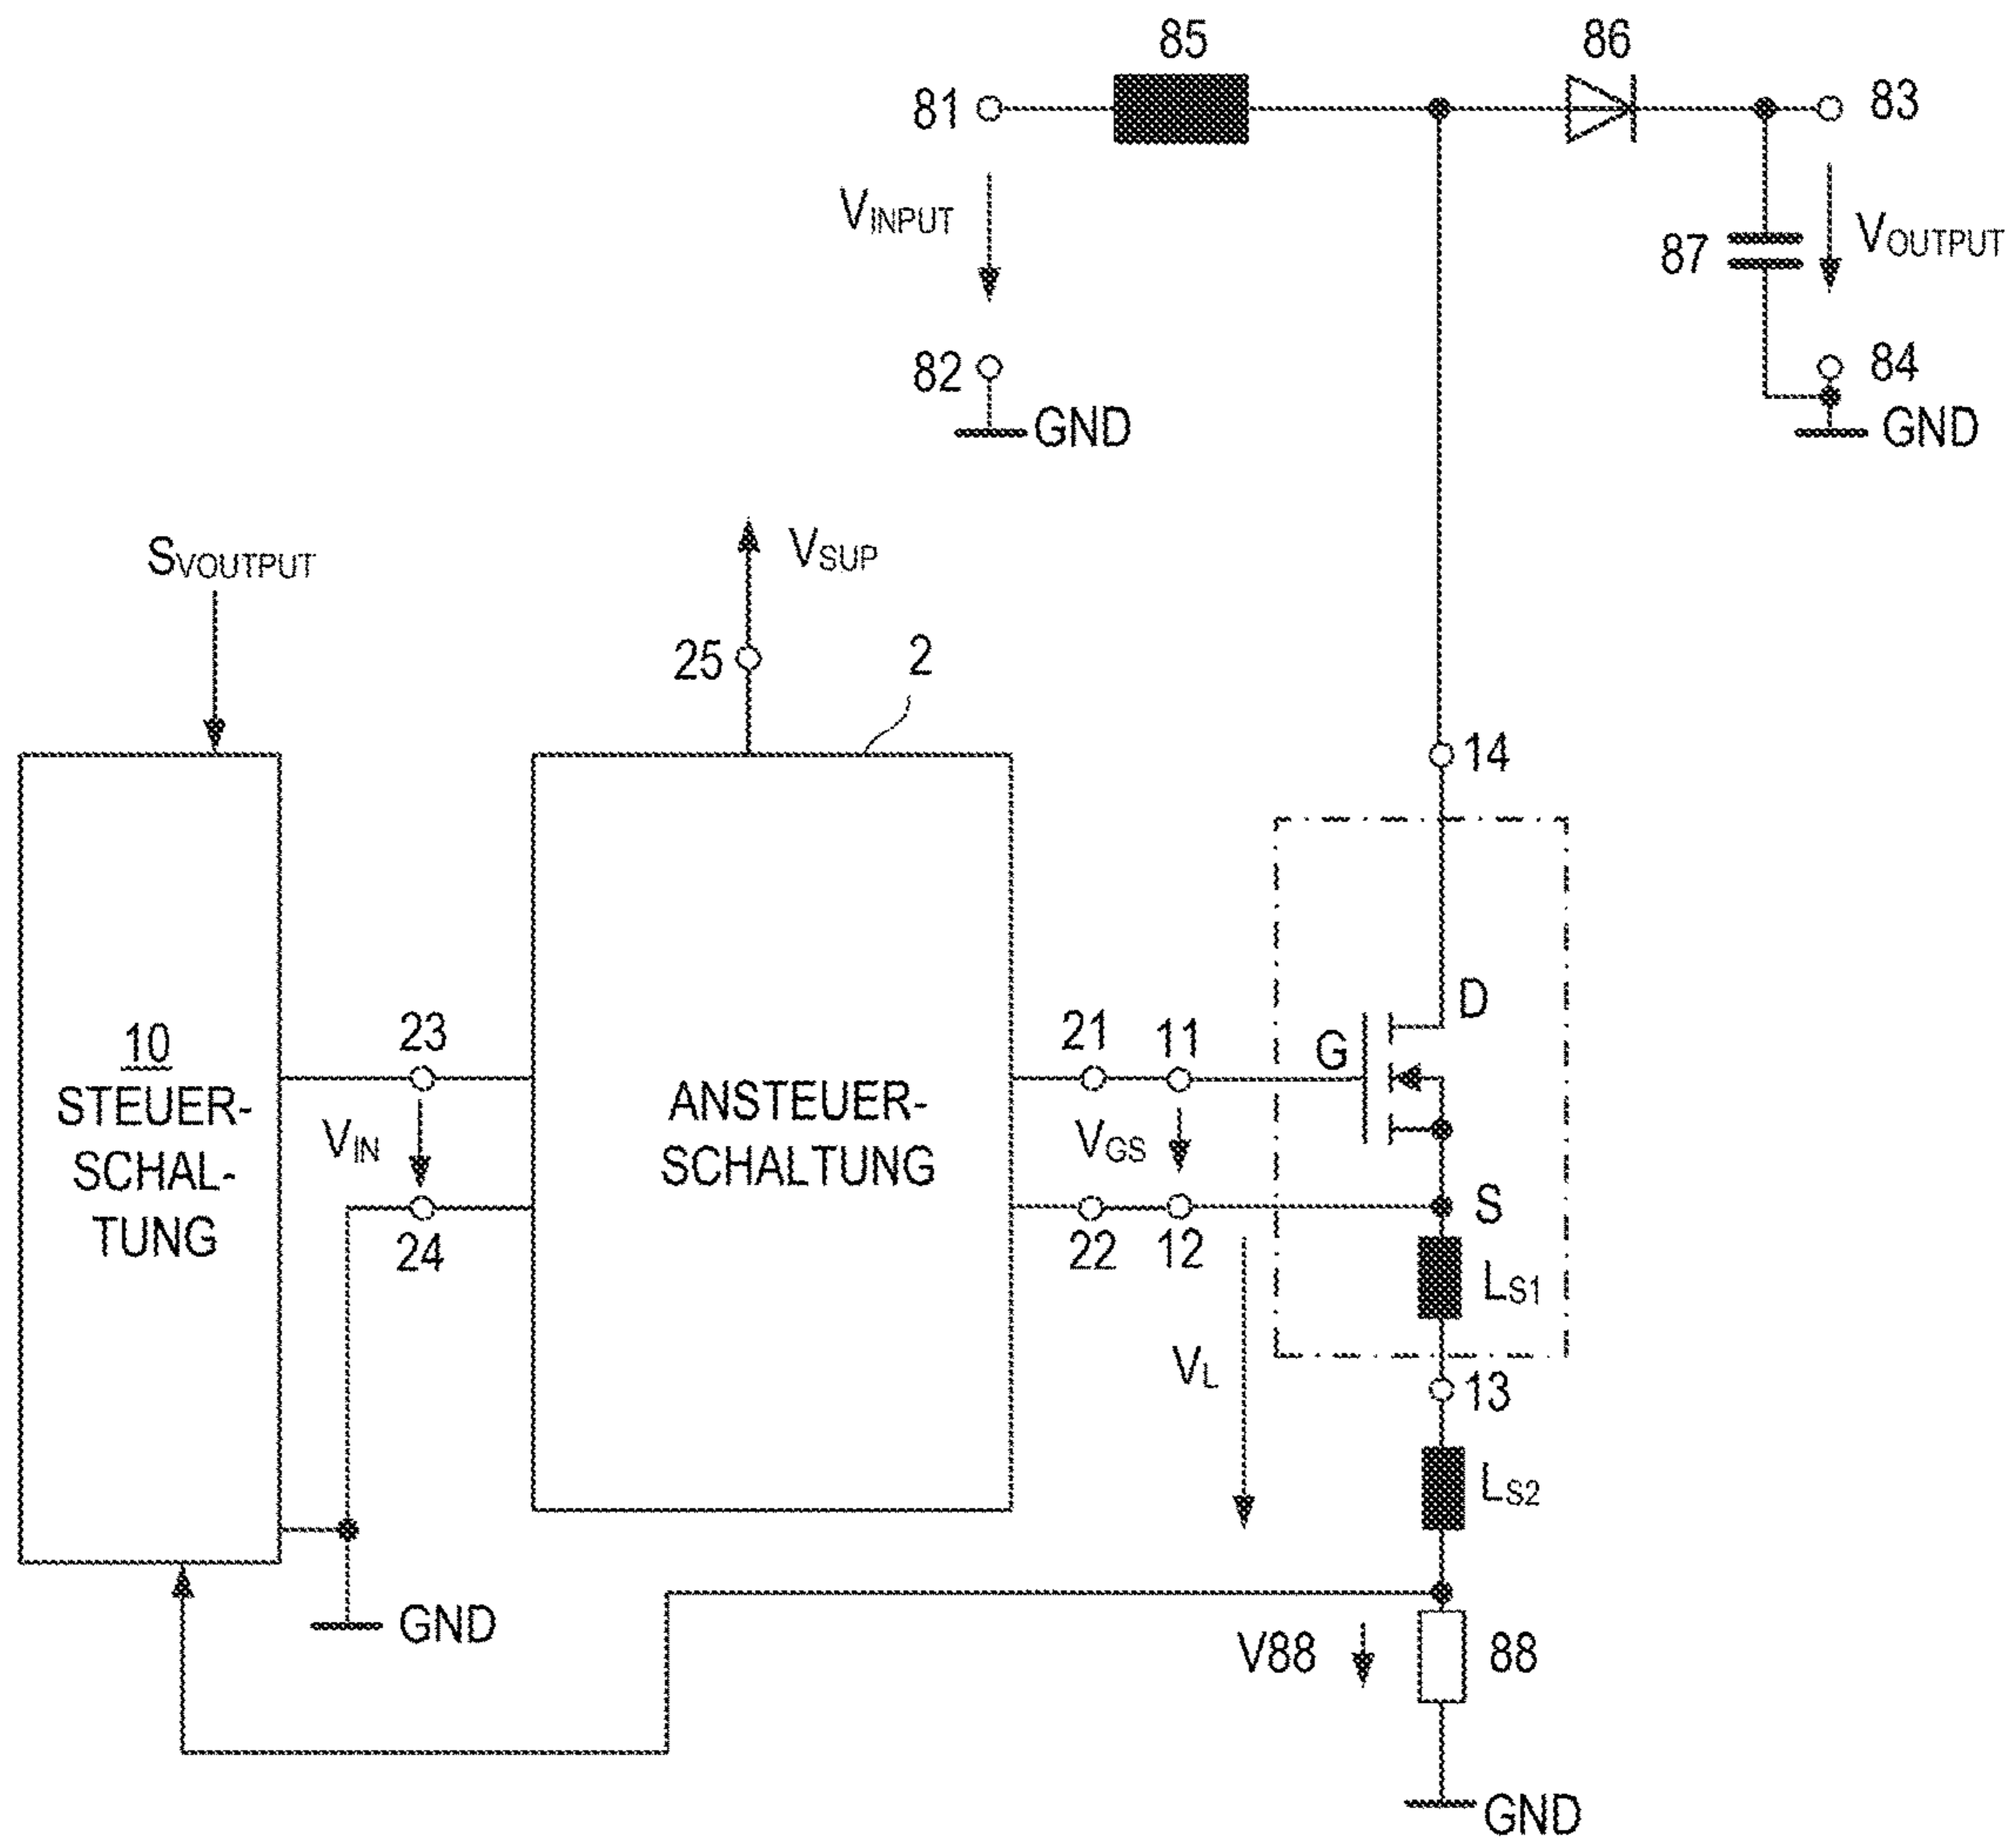 85
86
81
83
VINPUT
87
VOUTPUT
82
84
GND
GND
SVOUTPUT
VSUP
25
2
14
D
10
STEUER-
SCHAL-
TUNG
23
VIN
24
ANSTEUER-
SCHALTUNG
21
11
G
VGS
22
12
S
LS1
VL
13
LS2
GND
V88
88
GND